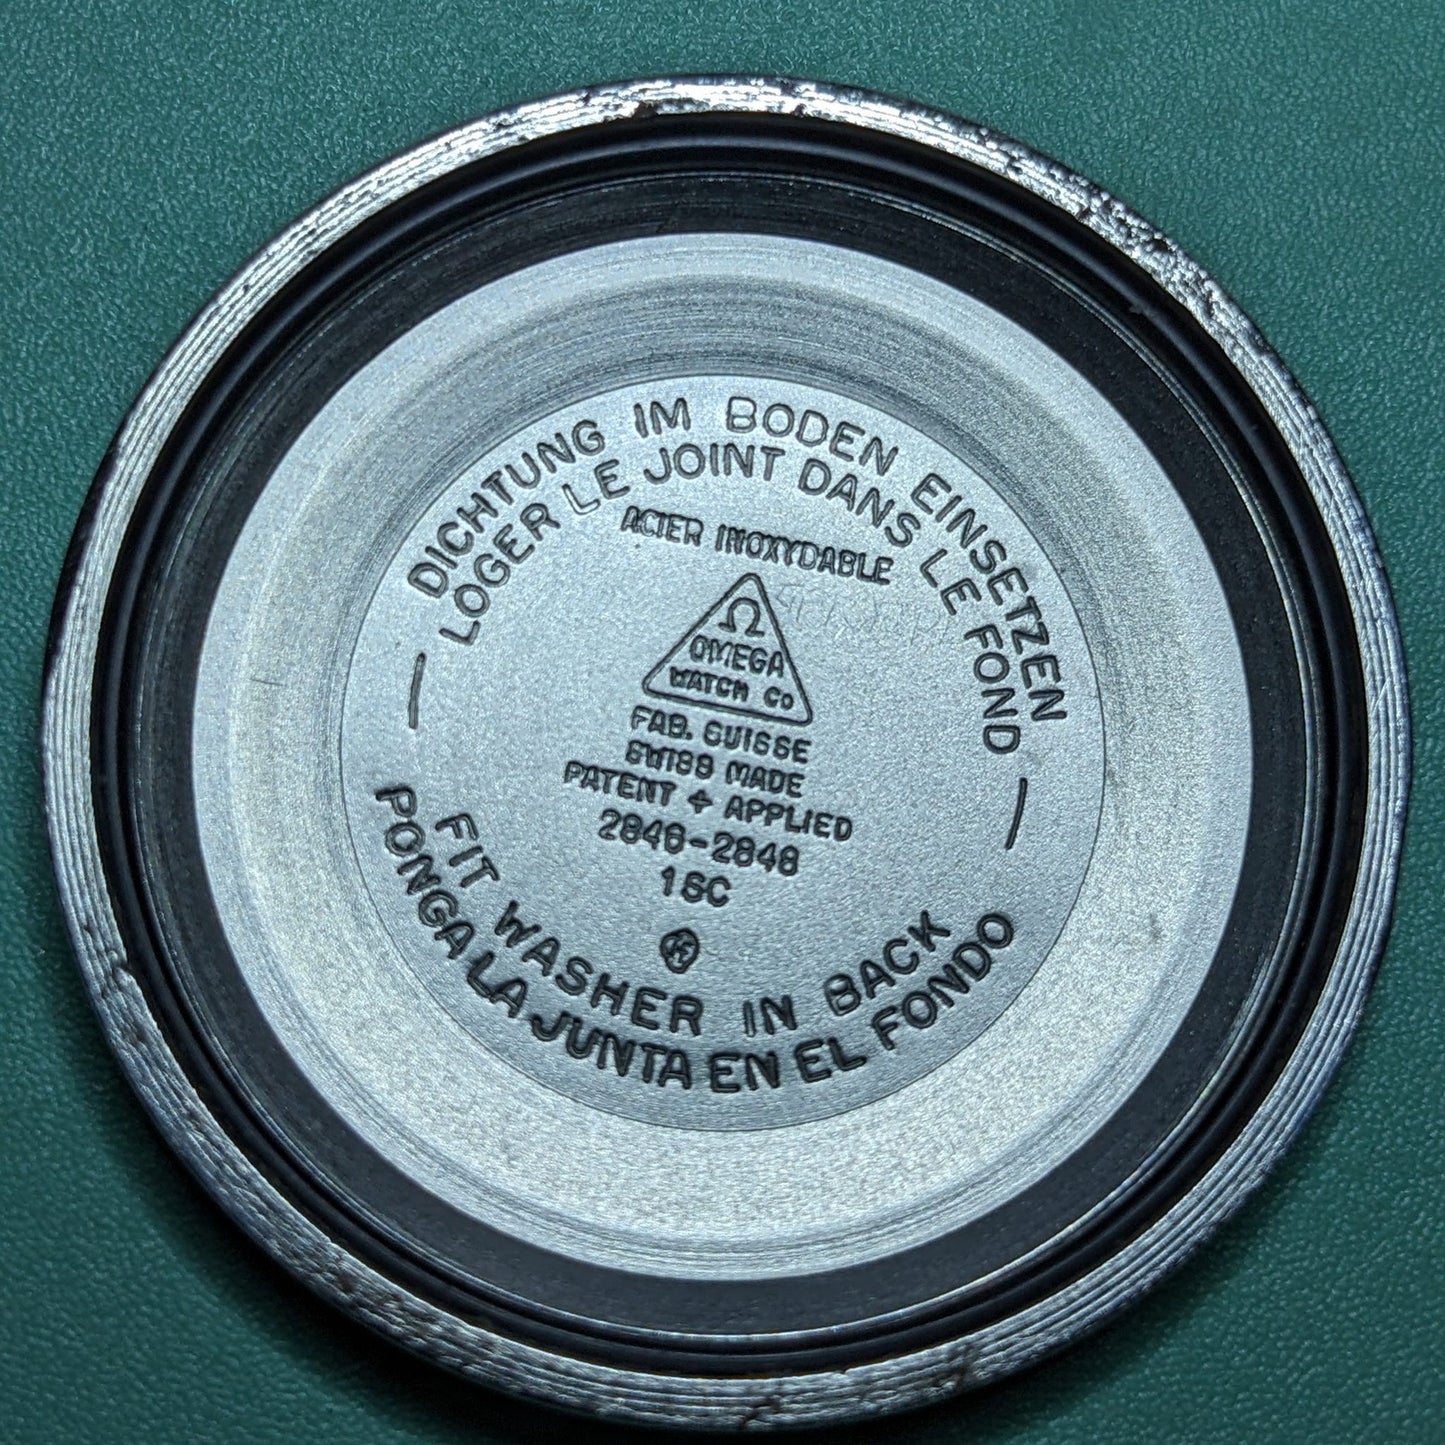 DICHTUNG IM BODEN EINSETZEN
LOGER LE JOINT DANS LE FOND
ACIER INOXYDABLE
Ω
OMEGA
WATCH Co
FAB. SUISSE
SWISS MADE
PATENT + APPLIED
2846-2848
1SC
FIT WASHER IN BACK
PONGA LA JUNTA EN EL FONDO